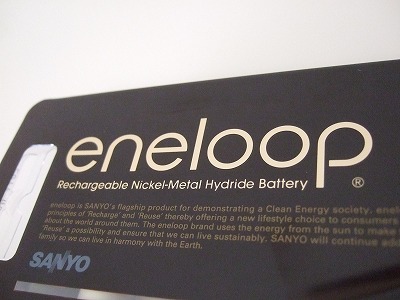 eneloop
Rechargeable Nickel-Metal Hydride Battery ®
eneloop is SANYO's flagship product for demonstrating a Clean Energy society.
principles of 'Recharge' and 'Reuse' thereby offering a new lifestyle choice to consumers
about the world around them. The eneloop brand uses the energy from the sun to make
'Reuse' a possibility and ensure that we can live sustainably. SANYO will continue
family so we can live in harmony with the Earth.
SANYO